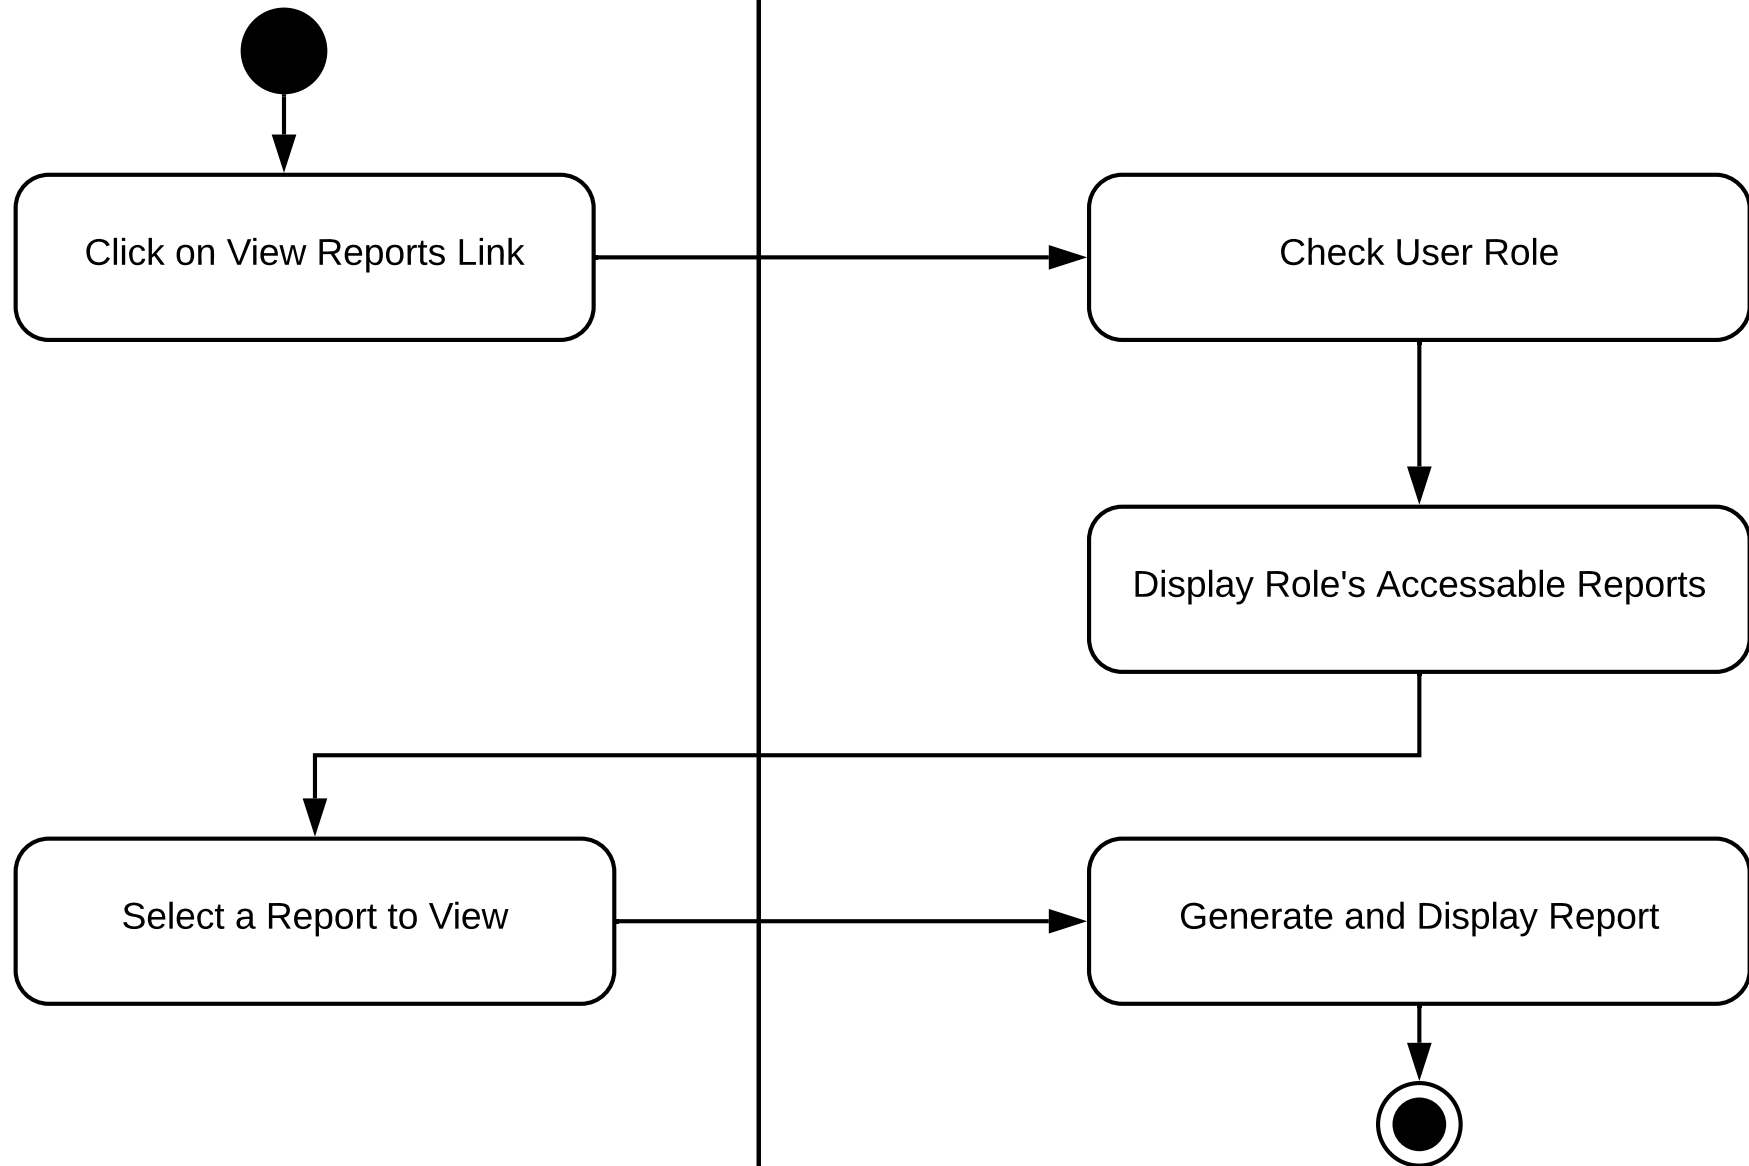 Click on View Reports Link
Check User Role
Display Role's Accessable Reports
Select a Report to View
Generate and Display Report